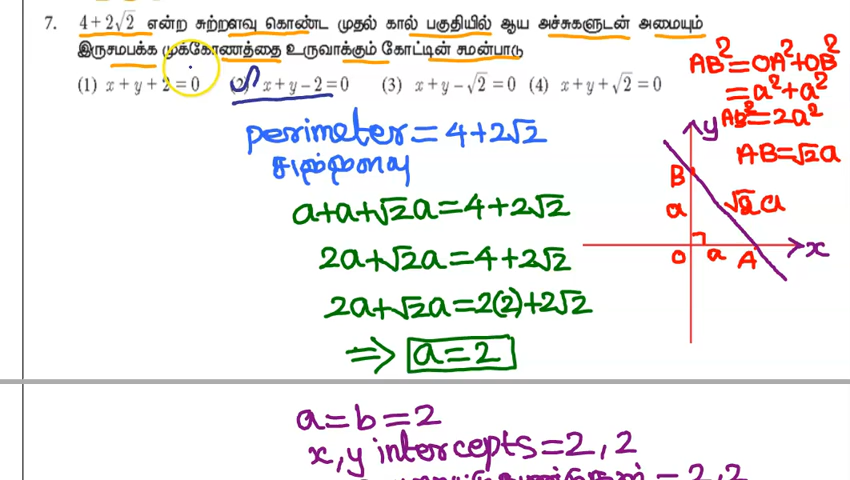 7. 4 + 2√2 என்ற சுற்றளவு கொண்ட முதல் கால் பகுதியில் ஆய அச்சுகளுடன் அமையும்
இருசமபக்க முக்கோணத்தை உருவாக்கும் கோட்டின் சமன்பாடு
(1) x + y + 2 = 0 (2) x + y − 2 = 0 (3) x + y − √2 = 0 (4) x + y + √2 = 0
perimeter = 4 + 2√2
சுற்றளவு
a + a + √2a = 4 + 2√2
2a + √2a = 4 + 2√2
2a + √2a = 2(2) + 2√2
⇒ a = 2
AB² = OA² + OB²
= a² + a²
AB² = 2a²
AB = √2a
y
B
a
√2a
O a A x
a = b = 2
x, y intercepts = 2, 2
= 2, 2